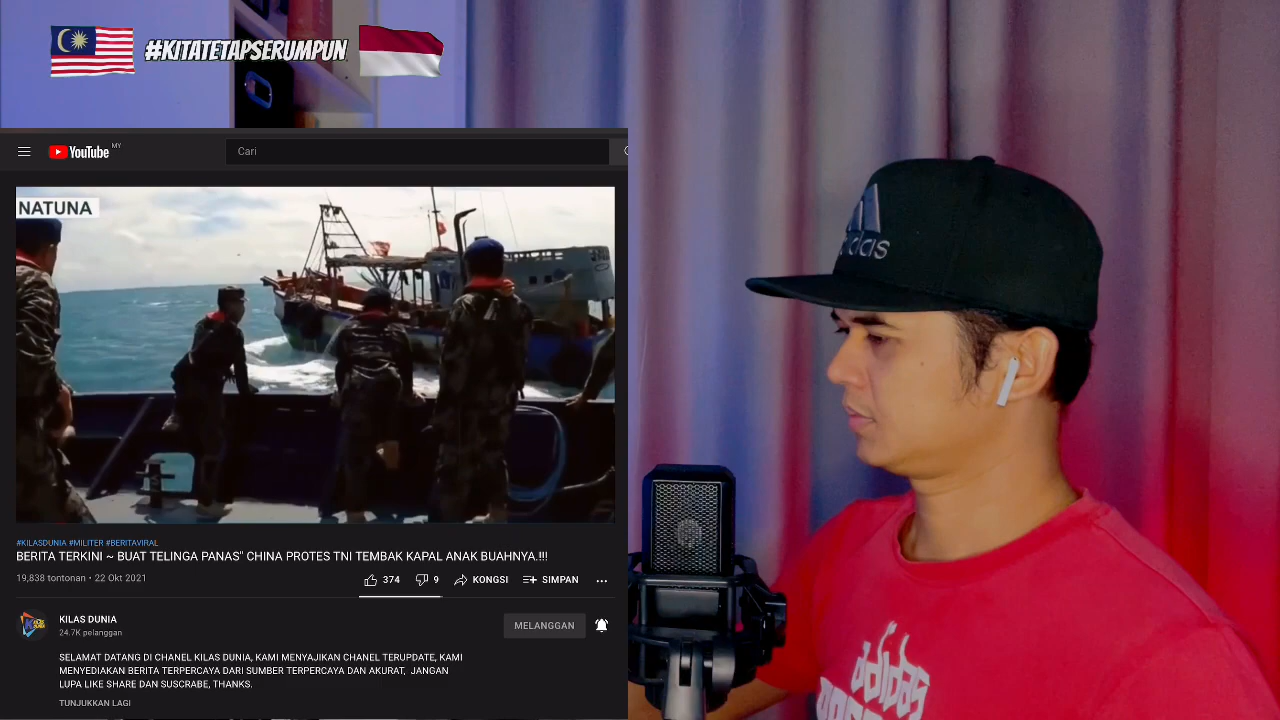 #KITATETAPSERUMPUN
YouTube MY
Cari
NATUNA
adidas
#KILASDUNIA #MILITER #BERITAVIRAL
BERITA TERKINI ~ BUAT TELINGA PANAS" CHINA PROTES TNI TEMBAK KAPAL ANAK BUAHNYA.!!!
19,838 tontonan • 22 Okt 2021
374
9
KONGSI
SIMPAN
KILAS DUNIA
24.7K pelanggan
MELANGGAN
SELAMAT DATANG DI CHANEL KILAS DUNIA, KAMI MENYAJIKAN CHANEL TERUPDATE, KAMI
MENYEDIAKAN BERITA TERPERCAYA DARI SUMBER TERPERCAYA DAN AKURAT, JANGAN
LUPA LIKE SHARE DAN SUSCRABE, THANKS.
TUNJUKKAN LAGI
adidas